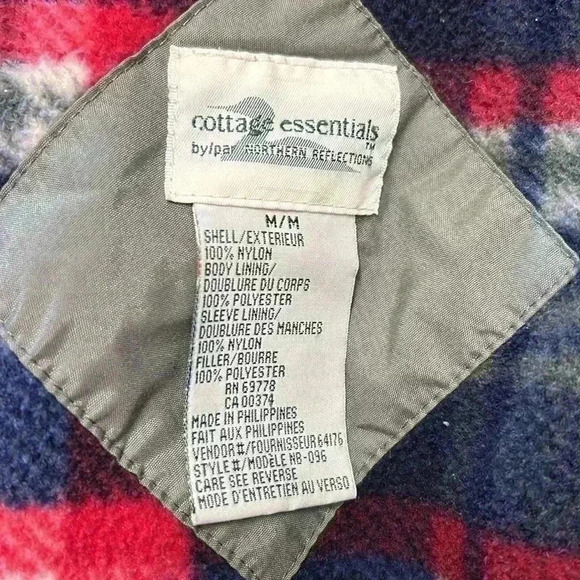 cottage essentials™
by/par NORTHERN REFLECTIONS
M/M
SHELL/EXTERIEUR
100% NYLON
BODY LINING/
DOUBLURE DU CORPS
100% POLYESTER
SLEEVE LINING/
DOUBLURE DES MANCHES
100% NYLON
FILLER/BOURRE
100% POLYESTER
RN 69778
CA 00374
MADE IN PHILIPPINES
FAIT AUX PHILIPPINES
VENDOR#/FOURNISSEUR 64176
STYLE#/MODÈLE NB-096
CARE SEE REVERSE
MODE D'ENTRETIEN AU VERSO